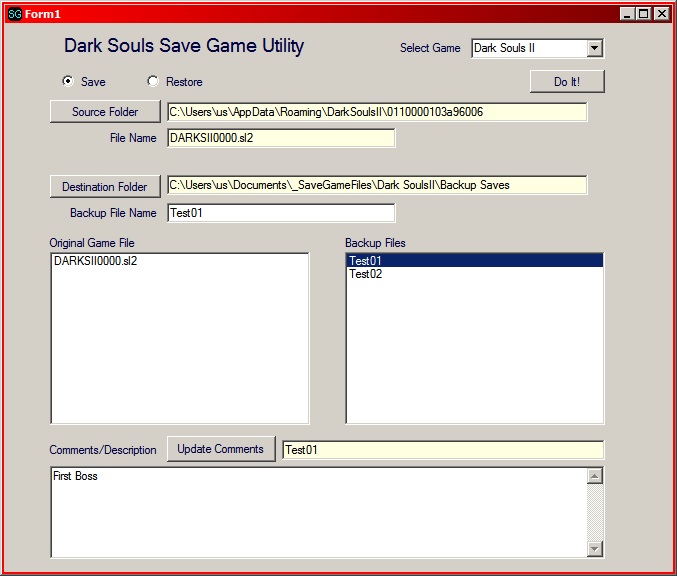 SG Form1
Dark Souls Save Game Utility
Select Game Dark Souls II
Save Restore Do It!
Source Folder C:\Users\us\AppData\Roaming\DarkSoulsII\0110000103a96006
File Name DARKSII0000.sl2
Destination Folder C:\Users\us\Documents\_SaveGameFiles\Dark SoulsII\Backup Saves
Backup File Name Test01
Original Game File Backup Files
DARKSII0000.sl2 Test01
Test02
Comments/Description Update Comments Test01
First Boss